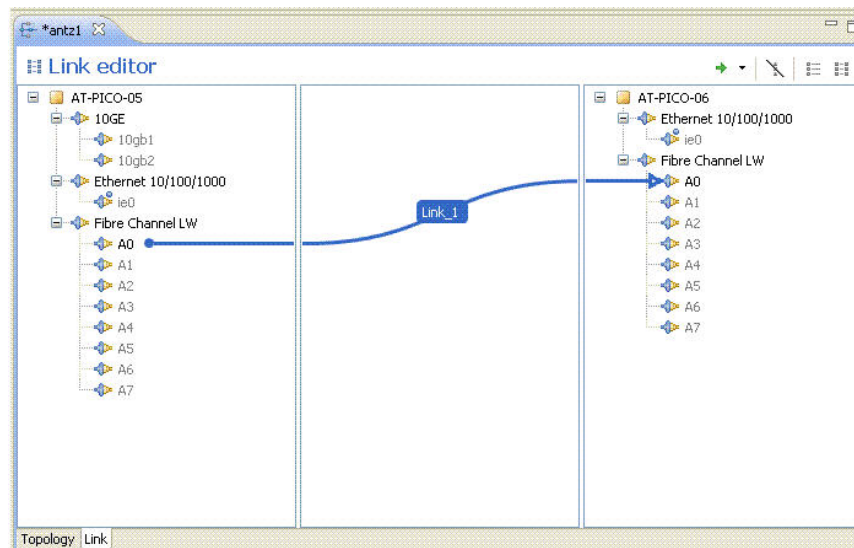 *antz1
Link editor
AT-PICO-05
10GE
10gb1
10gb2
Ethernet 10/100/1000
ie0
Fibre Channel LW
A0
A1
A2
A3
A4
A5
A6
A7
Link_1
AT-PICO-06
Ethernet 10/100/1000
ie0
Fibre Channel LW
A0
A1
A2
A3
A4
A5
A6
A7
Topology Link